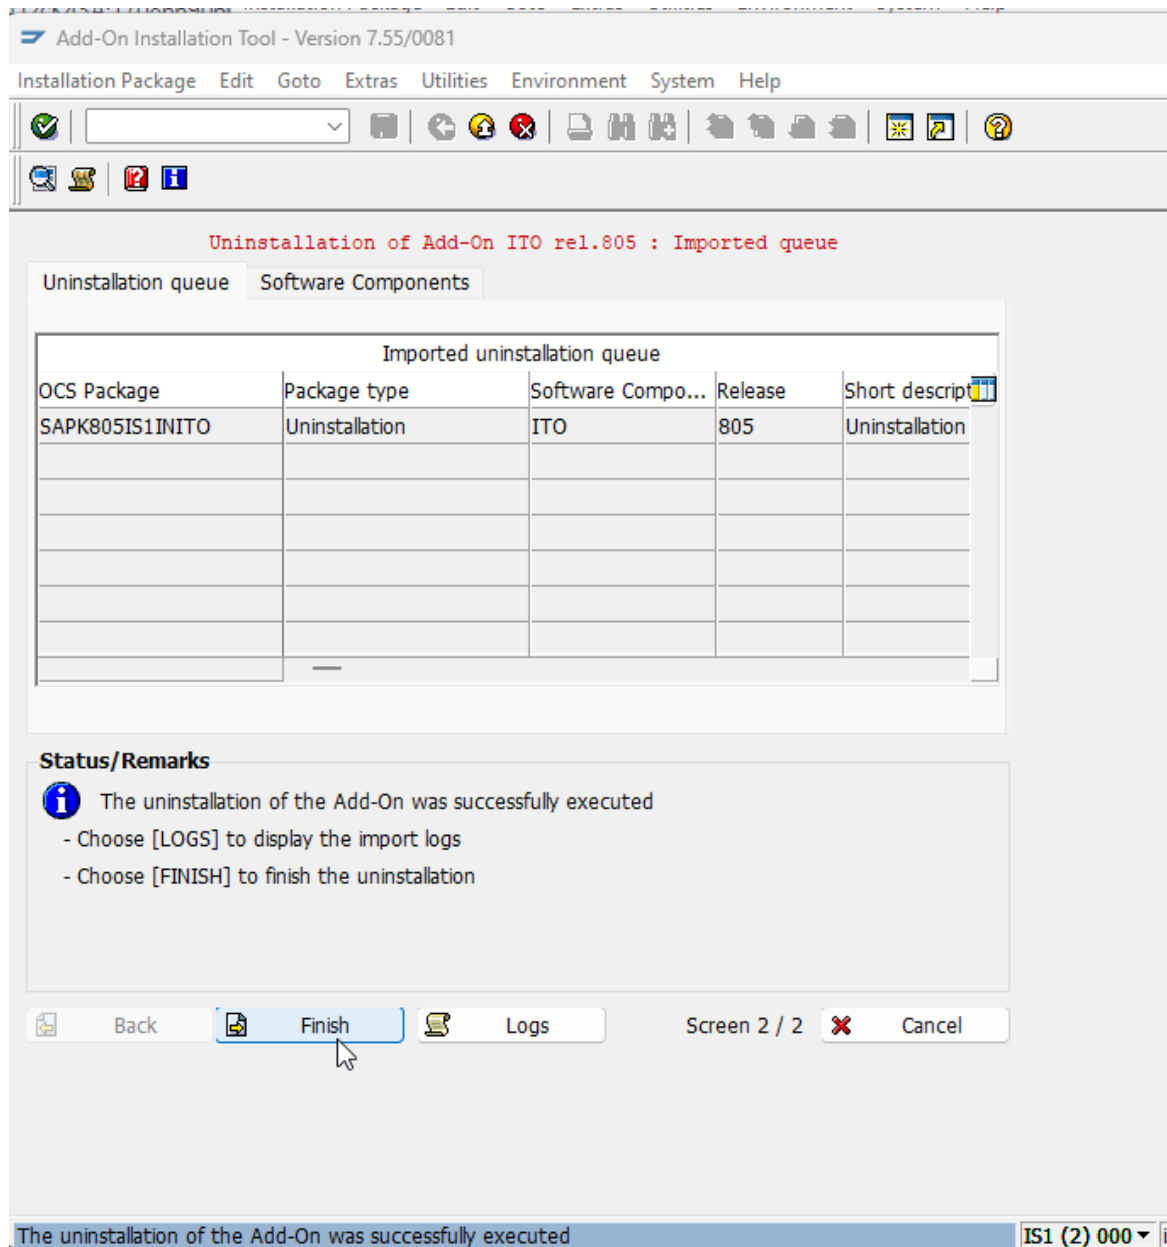 Add-On Installation Tool - Version 7.55/0081
Installation Package Edit Goto Extras Utilities Environment System Help
Uninstallation of Add-On ITO rel.805 : Imported queue
Uninstallation queue Software Components
Imported uninstallation queue
OCS Package Package type Software Compo... Release Short descript
SAPK805IS1INITO Uninstallation ITO 805 Uninstallation
Status/Remarks
The uninstallation of the Add-On was successfully executed
- Choose [LOGS] to display the import logs
- Choose [FINISH] to finish the uninstallation
Back Finish Logs Screen 2 / 2 Cancel
The uninstallation of the Add-On was successfully executed IS1 (2) 000